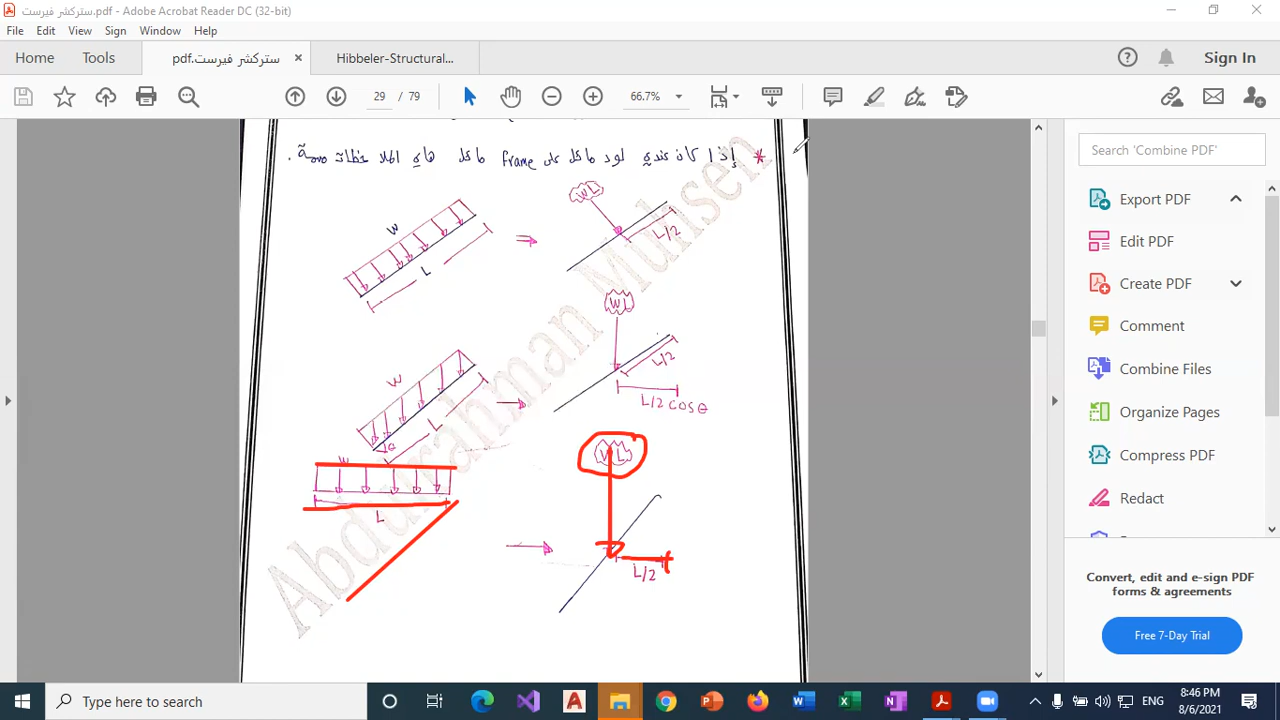 ستركشر فيرست.pdf - Adobe Acrobat Reader DC (32-bit)
File Edit View Sign Window Help
Home Tools ستركشر فيرست.pdf × Hibbeler-Structural... ? Sign In
29 / 79 66.7%
* إذا كان عندي لود مائل على frame مائل
W L
WL L/2
W L θ
WL L/2
L/2 cosθ
W L
WL L/2
Abdulrahman Muhsen
Search 'Combine PDF'
Export PDF
Edit PDF
Create PDF
Comment
Combine Files
Organize Pages
Compress PDF
Redact
Convert, edit and e-sign PDF
forms & agreements
Free 7-Day Trial
Type here to search
ENG
8:46 PM
8/6/2021